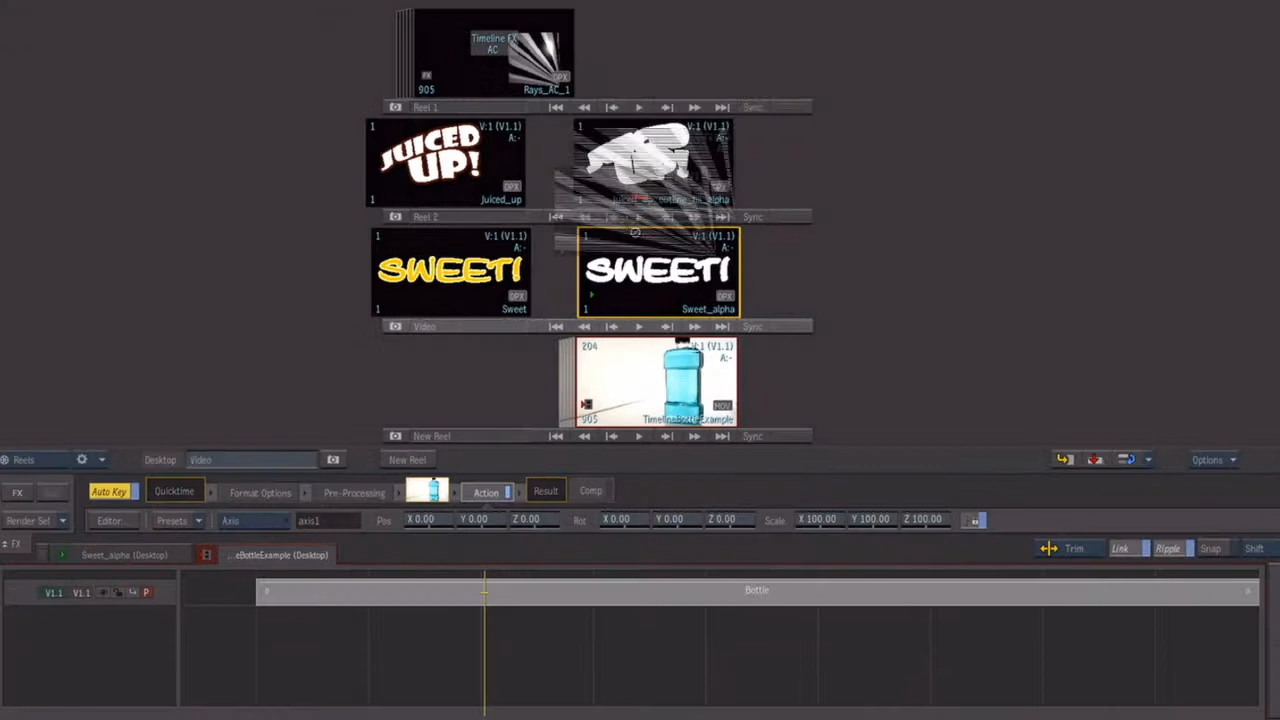 Timeline FX
AC
FX
DPX
905
Rays_AC_1
Reel 1
Sync
1
V:1 (V1.1)
A:-
JUICED
UP!
DPX
1
Juiced_up
1
V:1 (V1.1)
A:-
1
Reel 2
Sync
1
V:1 (V1.1)
A:-
SWEET!
DPX
1
Sweet
1
V:1 (V1.1)
A:-
SWEET!
DPX
1
Sweet_alpha
Video
Sync
204
V:1 (V1.1)
A:-
MOV
905
TimelineBottleExample
New Reel
Sync
Reels
Desktop
Video
New Reel
Options
FX
Auto Key
Quicktime
Format Options
Pre-Processing
Action
Result
Comp
Render Sel
Editor...
Presets
Axis
axis1
Pos
X 0.00
Y 0.00
Z 0.00
Rot
X 0.00
Y 0.00
Z 0.00
Scale
X 100.00
Y 100.00
Z 100.00
FX
Sweet_alpha (Desktop)
...eBottleExample (Desktop)
Trim
Link
Ripple
Snap
Shift
V1.1
V1.1
P
Bottle